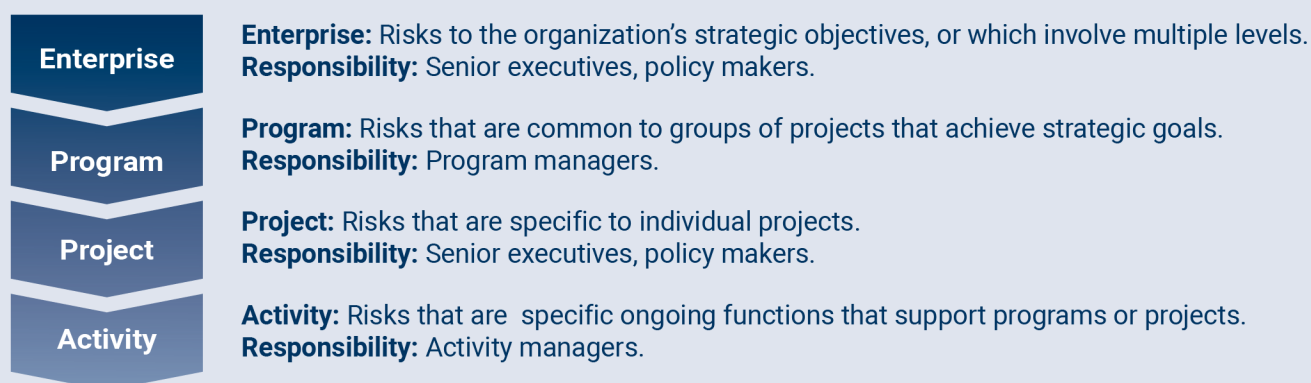 Enterprise
Enterprise: Risks to the organization’s strategic objectives, or which involve multiple levels.
Responsibility: Senior executives, policy makers.
Program
Program: Risks that are common to groups of projects that achieve strategic goals.
Responsibility: Program managers.
Project
Project: Risks that are specific to individual projects.
Responsibility: Senior executives, policy makers.
Activity
Activity: Risks that are  specific ongoing functions that support programs or projects.
Responsibility: Activity managers.